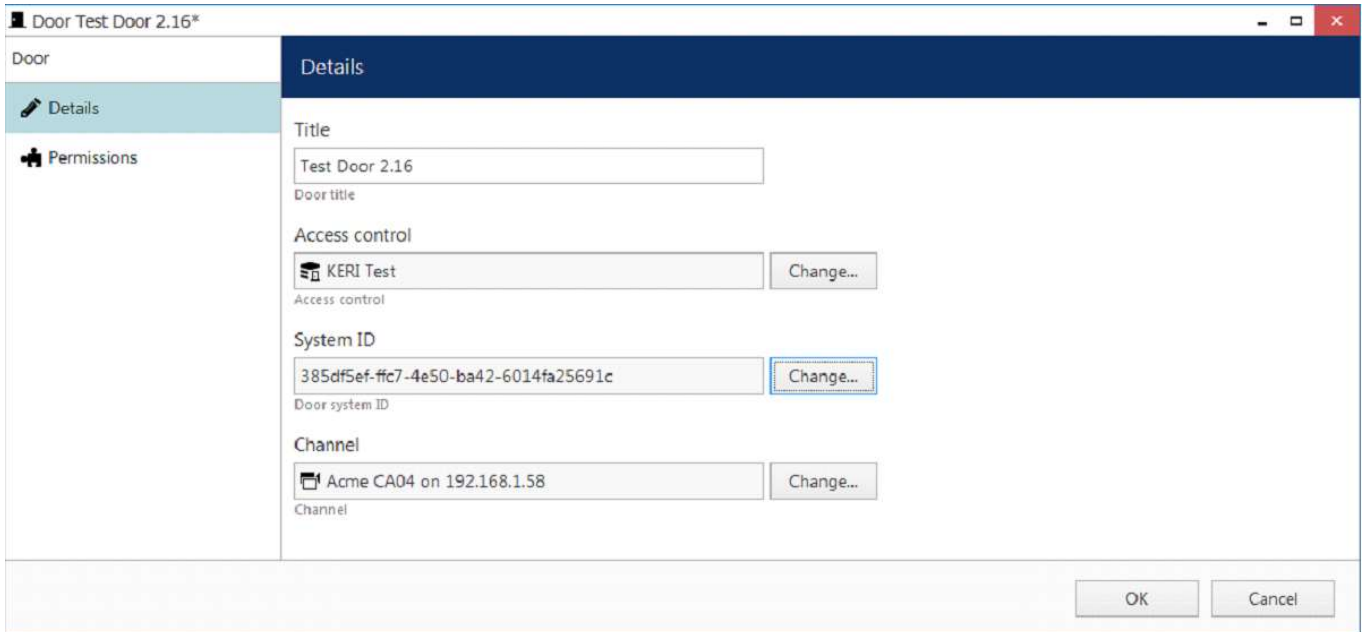 Door Test Door 2.16*
Door
Details
Permissions
Details
Title
Test Door 2.16
Door title
Access control
KERI Test
Change...
Access control
System ID
385df5ef-ffc7-4e50-ba42-6014fa25691c
Change...
Door system ID
Channel
Acme CA04 on 192.168.1.58
Change...
Channel
OK
Cancel